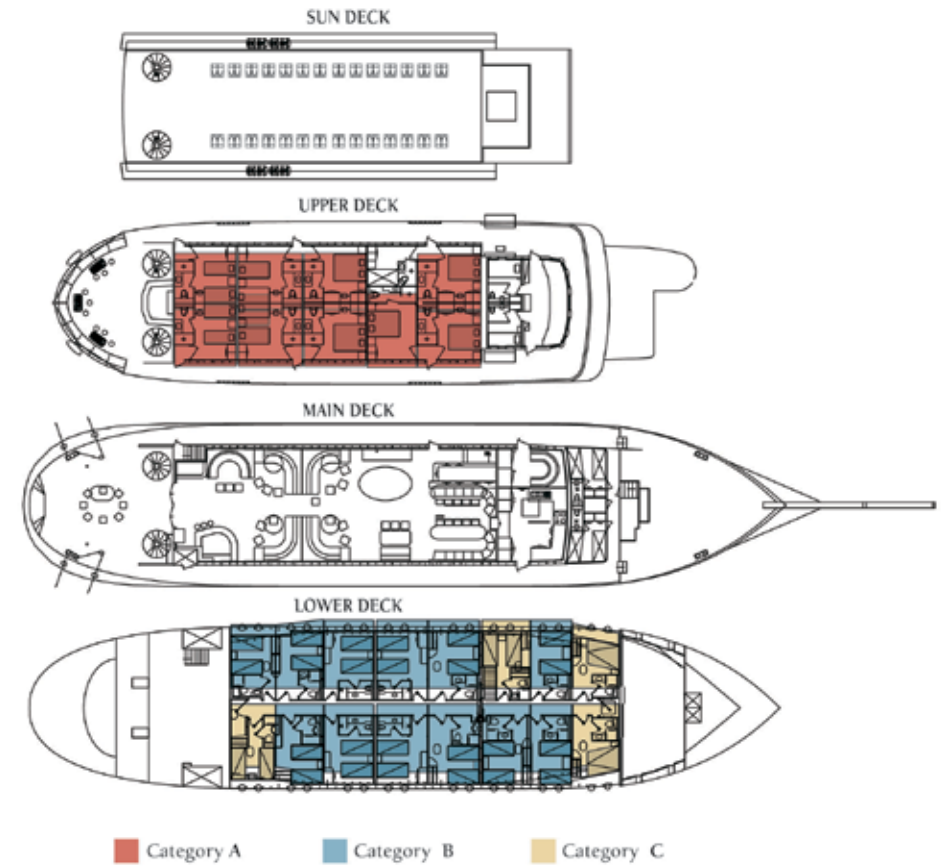 SUN DECK
UPPER DECK
MAIN DECK
LOWER DECK
Category A
Category B
Category C